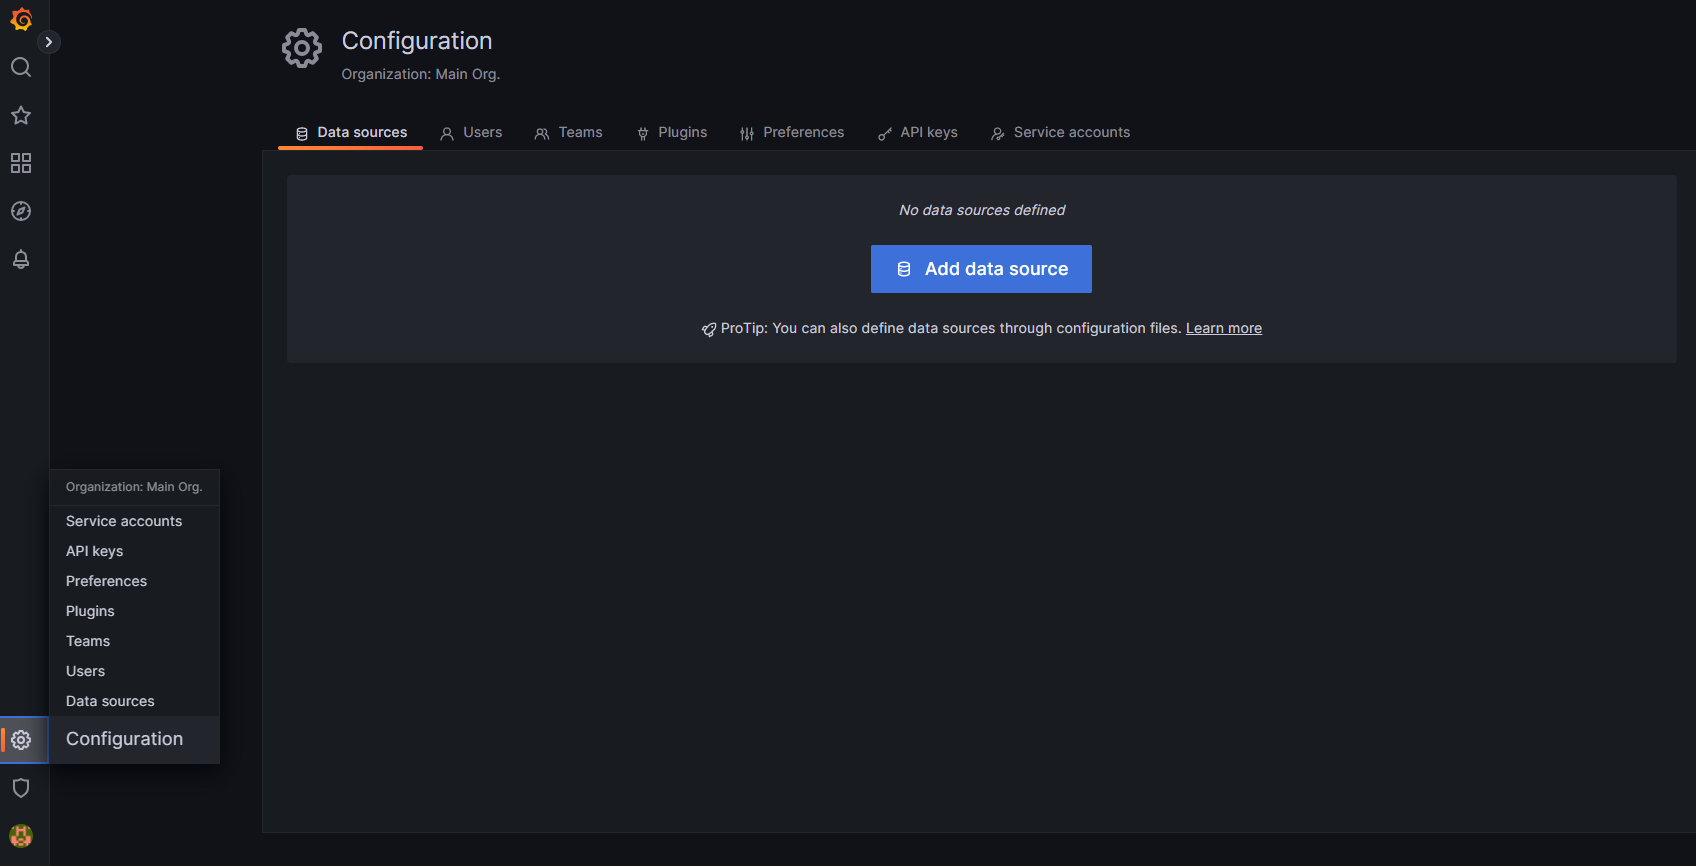 Configuration
Organization: Main Org.
Data sources Users Teams Plugins Preferences API keys Service accounts
No data sources defined
Add data source
ProTip: You can also define data sources through configuration files. Learn more
Organization: Main Org.
Service accounts
API keys
Preferences
Plugins
Teams
Users
Data sources
Configuration